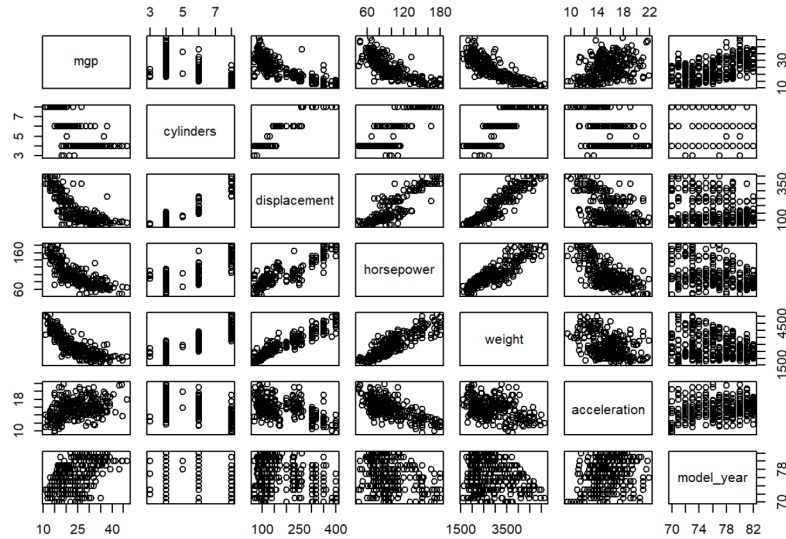 3 5 7 60 120 180 10 14 18 22
mgp
10 30
3 5 7
cylinders
displacement
100 350
60 160
horsepower
weight
1500 4500
10 18
acceleration
model_year
70 78
10 25 40 100 250 400 1500 3500 70 74 78 82